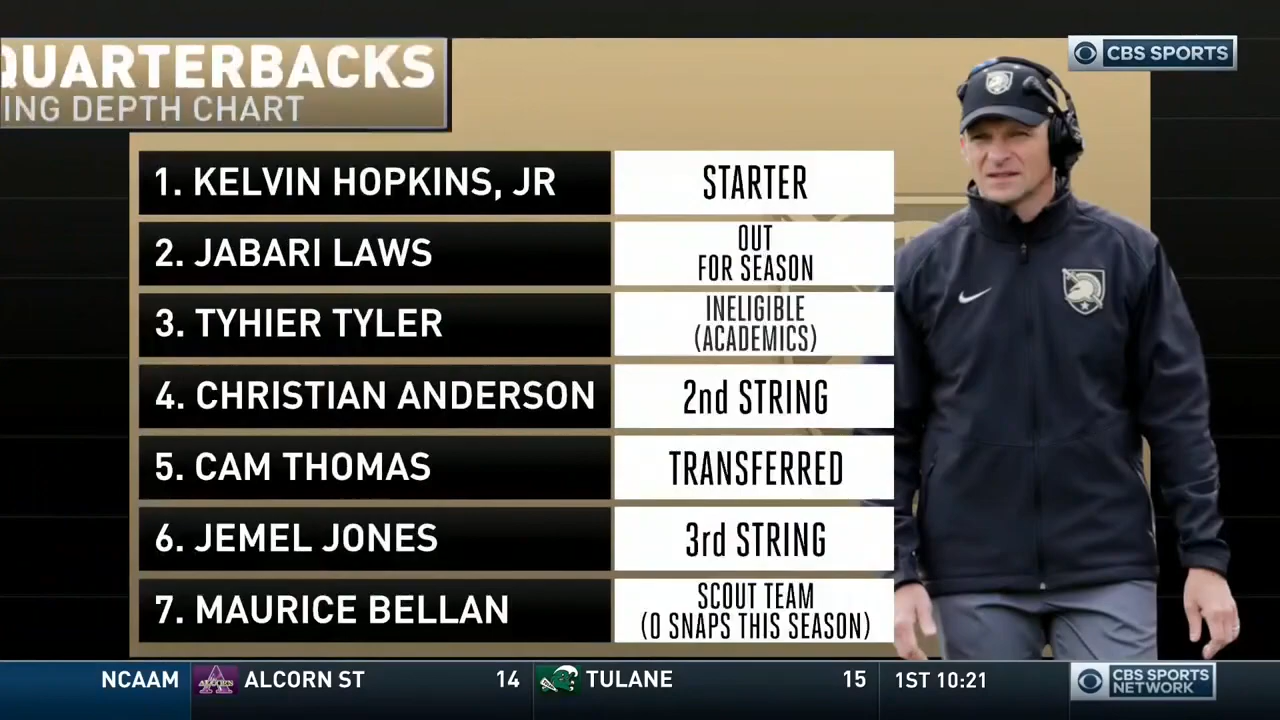 QUARTERBACKS
ING DEPTH CHART
CBS SPORTS
1. KELVIN HOPKINS, JR
STARTER
2. JABARI LAWS
OUT
FOR SEASON
3. TYHIER TYLER
INELIGIBLE
(ACADEMICS)
4. CHRISTIAN ANDERSON
2nd STRING
5. CAM THOMAS
TRANSFERRED
6. JEMEL JONES
3rd STRING
7. MAURICE BELLAN
SCOUT TEAM
(0 SNAPS THIS SEASON)
NCAAM
ALCORN
ALCORN ST
14
TULANE
15
1ST 10:21
CBS SPORTS
NETWORK